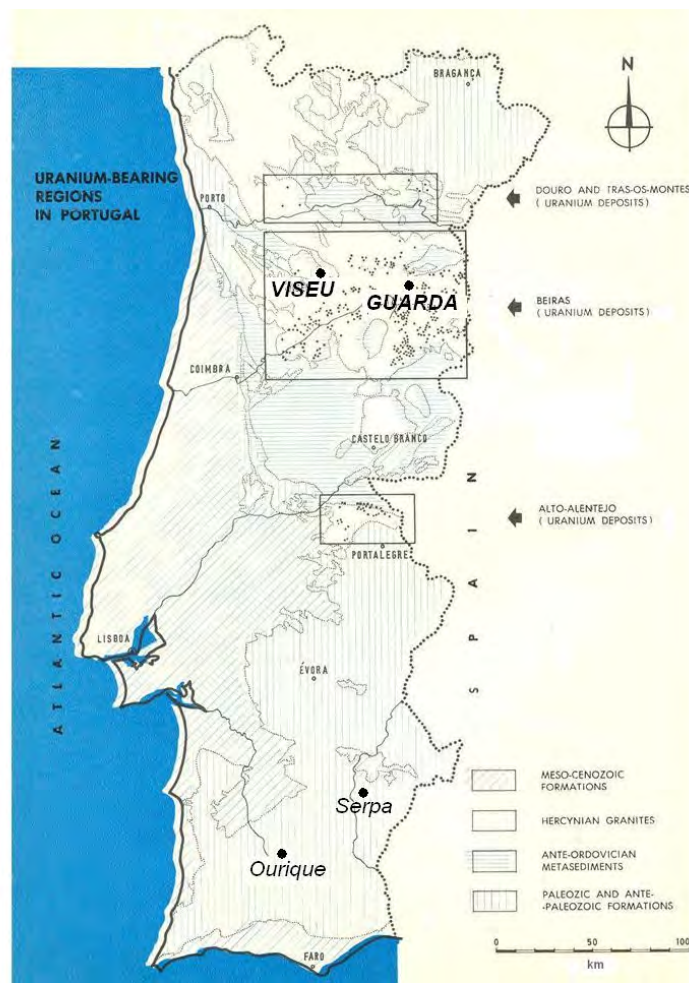 BRAGANÇA
N
URANIUM-BEARING
REGIONS
IN PORTUGAL
PORTO
DOURO AND TRAS-OS-MONTES
( URANIUM DEPOSITS)
VISEU
GUARDA
BEIRAS
( URANIUM DEPOSITS)
COIMBRA
CASTELO BRANCO
ALTO-ALENTEJO
( URANIUM DEPOSITS)
PORTALEGRE
ATLANTIC OCEAN
SPAIN
LISBOA
ÉVORA
Serpa
Ourique
FARO
MESO-CENOZOIC
FORMATIONS
HERCYNIAN GRANITES
ANTE-ORDOVICIAN
METASEDIMENTS
PALEOZIC AND ANTE-
-PALEOZOIC FORMATIONS
0 50 100
km